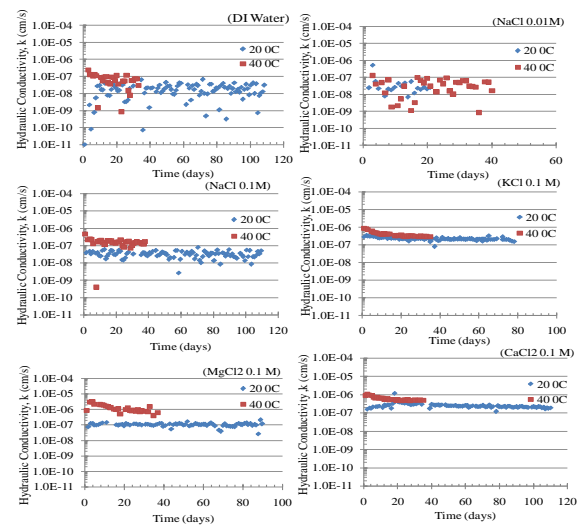 (DI Water)
Hydraulic Conductivity, k (cm/s)
1.0E-04
1.0E-05
1.0E-06
1.0E-07
1.0E-08
1.0E-09
1.0E-10
1.0E-11
20 0C
40 0C
0 20 40 60 80 100 120
Time (days)
(NaCl 0.01M)
Hydraulic Conductivity, k (cm/s)
1.0E-04
1.0E-05
1.0E-06
1.0E-07
1.0E-08
1.0E-09
1.0E-10
1.0E-11
20 0C
40 0C
0 20 40 60
Time (days)
(NaCl 0.1M)
Hydraulic Conductivity, k (cm/s)
1.0E-04
1.0E-05
1.0E-06
1.0E-07
1.0E-08
1.0E-09
1.0E-10
1.0E-11
20 0C
40 0C
0 20 40 60 80 100 120
Time (days)
(KCl 0.1 M)
Hydraulic Conductivity, k (cm/s)
1.0E-04
1.0E-05
1.0E-06
1.0E-07
1.0E-08
1.0E-09
1.0E-10
1.0E-11
20 0C
40 0C
0 20 40 60 80 100
Time (days)
(MgCl2 0.1 M)
Hydraulic Conductivity, k (cm/s)
1.0E-04
1.0E-05
1.0E-06
1.0E-07
1.0E-08
1.0E-09
1.0E-10
1.0E-11
20 0C
40 0C
0 20 40 60 80 100
Time (days)
(CaCl2 0.1 M)
Hydraulic Conductivity ,k (cm/s)
1.0E-04
1.0E-05
1.0E-06
1.0E-07
1.0E-08
1.0E-09
1.0E-10
1.0E-11
20 0C
40 0C
0 20 40 60 80 100 120
Time (days)